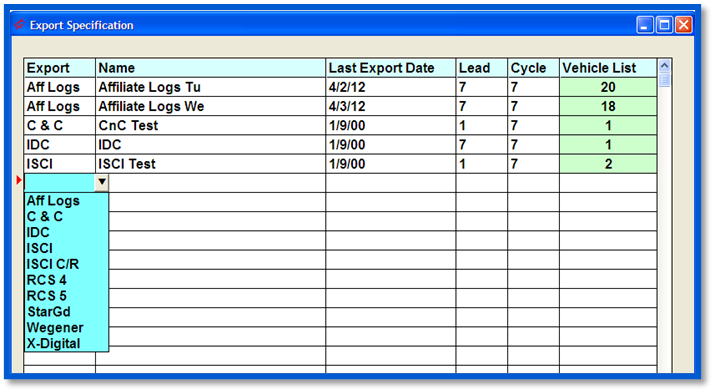 Export Specification
Export Name Last Export Date Lead Cycle Vehicle List
Aff Logs Affiliate Logs Tu 4/2/12 7 7 20
Aff Logs Affiliate Logs We 4/3/12 7 7 18
C & C CnC Test 1/9/00 1 7 1
IDC IDC 1/9/00 7 7 1
ISCI ISCI Test 1/9/00 1 7 2
Aff Logs
C & C
IDC
ISCI
ISCI C/R
RCS 4
RCS 5
StarGd
Wegener
X-Digital